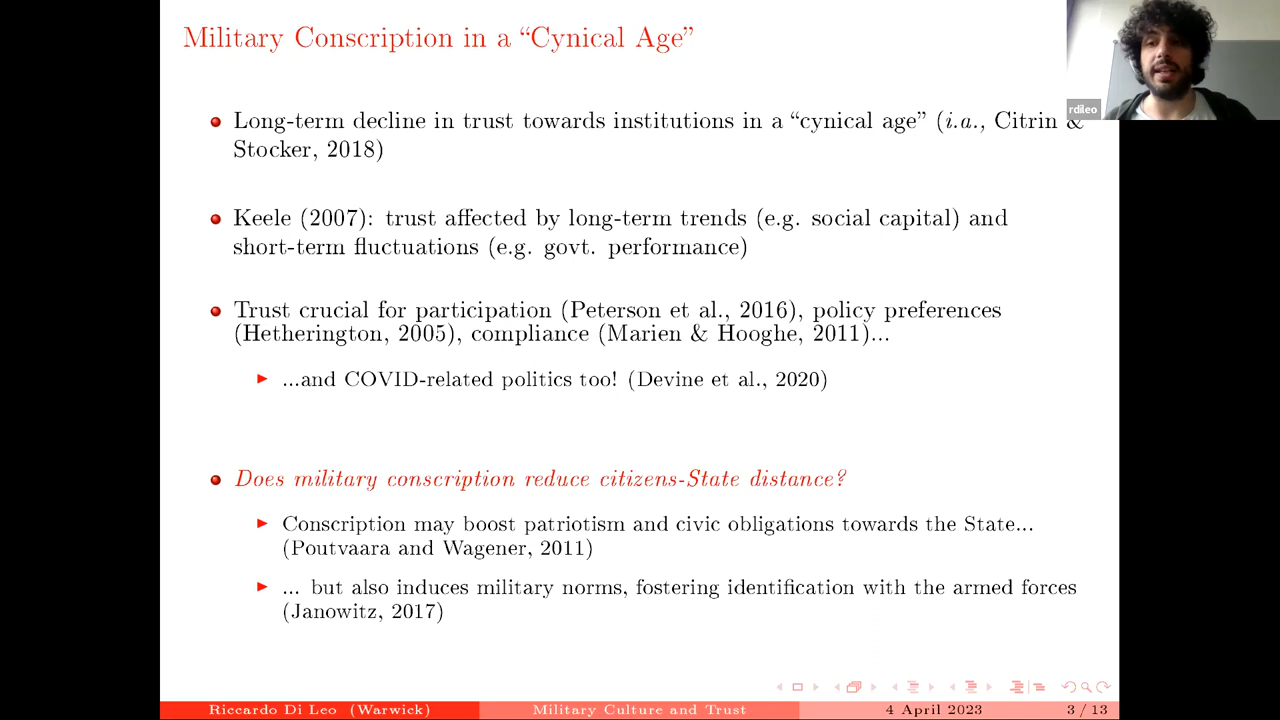 Military Conscription in a “Cynical Age”
rdileo
Long-term decline in trust towards institutions in a “cynical age” (i.a., Citrin &
Stocker, 2018)
Keele (2007): trust affected by long-term trends (e.g. social capital) and
short-term fluctuations (e.g. govt. performance)
Trust crucial for participation (Peterson et al., 2016), policy preferences
(Hetherington, 2005), compliance (Marien & Hooghe, 2011)...
...and COVID-related politics too! (Devine et al., 2020)
Does military conscription reduce citizens-State distance?
Conscription may boost patriotism and civic obligations towards the State...
(Poutvaara and Wagener, 2011)
... but also induces military norms, fostering identification with the armed forces
(Janowitz, 2017)
Riccardo Di Leo (Warwick) Military Culture and Trust 4 April 2023 3 / 13